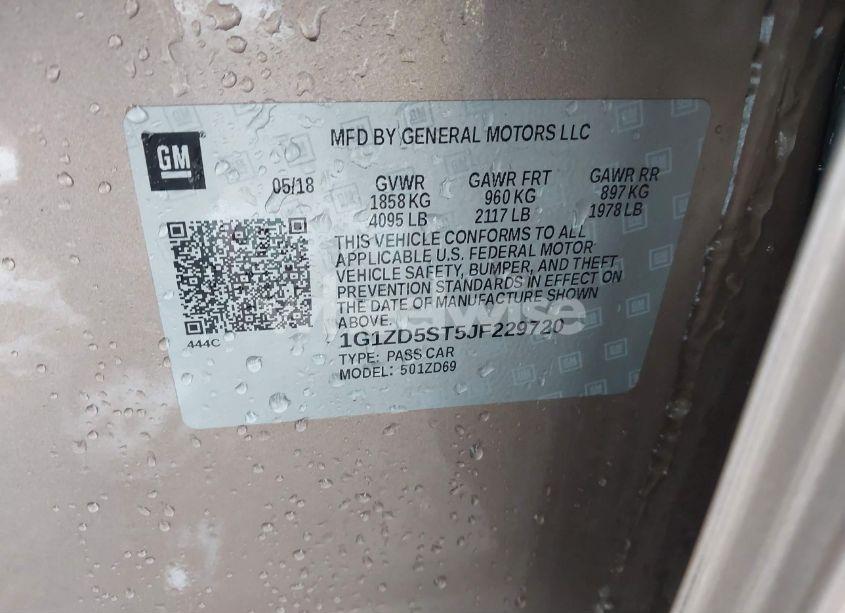 MFD BY GENERAL MOTORS LLC
GM
05/18 GVWR GAWR FRT GAWR RR
1858 KG 960 KG 897 KG
4095 LB 2117 LB 1978 LB
THIS VEHICLE CONFORMS TO ALL
APPLICABLE U.S. FEDERAL MOTOR
VEHICLE SAFETY, BUMPER, AND THEFT
PREVENTION STANDARDS IN EFFECT ON
THE DATE OF MANUFACTURE SHOWN
ABOVE.
444C
1G1ZD5ST5JF229720
TYPE: PASS CAR
MODEL: 501ZD69